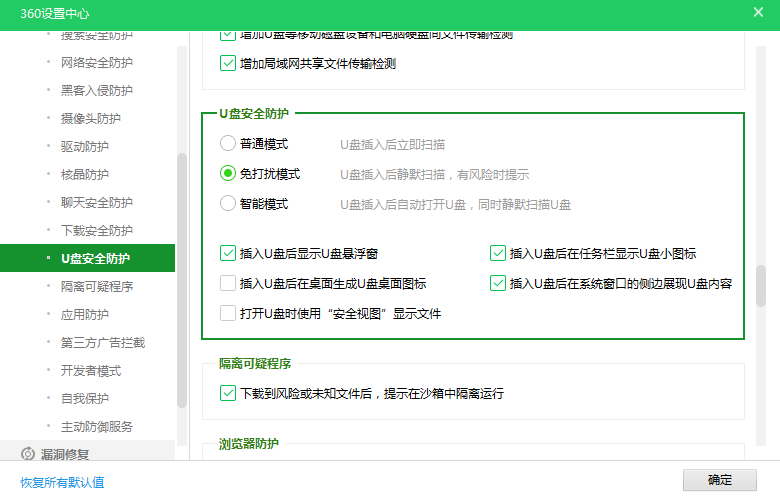 360设置中心
搜索安全防护
网络安全防护
黑客入侵防护
摄像头防护
驱动防护
核晶防护
聊天安全防护
下载安全防护
U盘安全防护
隔离可疑程序
应用防护
第三方广告拦截
开发者模式
自我保护
主动防御服务
漏洞修复
增加U盘等移动磁盘设备和电脑硬盘间文件传输检测
增加局域网共享文件传输检测
U盘安全防护
普通模式 U盘插入后立即扫描
免打扰模式 U盘插入后静默扫描，有风险时提示
智能模式 U盘插入后自动打开U盘，同时静默扫描U盘
插入U盘后显示U盘悬浮窗 插入U盘后在任务栏显示U盘小图标
插入U盘后在桌面生成U盘桌面图标 插入U盘后在系统窗口的侧边展现U盘内容
打开U盘时使用“安全视图”显示文件
隔离可疑程序
下载到风险或未知文件后，提示在沙箱中隔离运行
浏览器防护
恢复所有默认值
确定